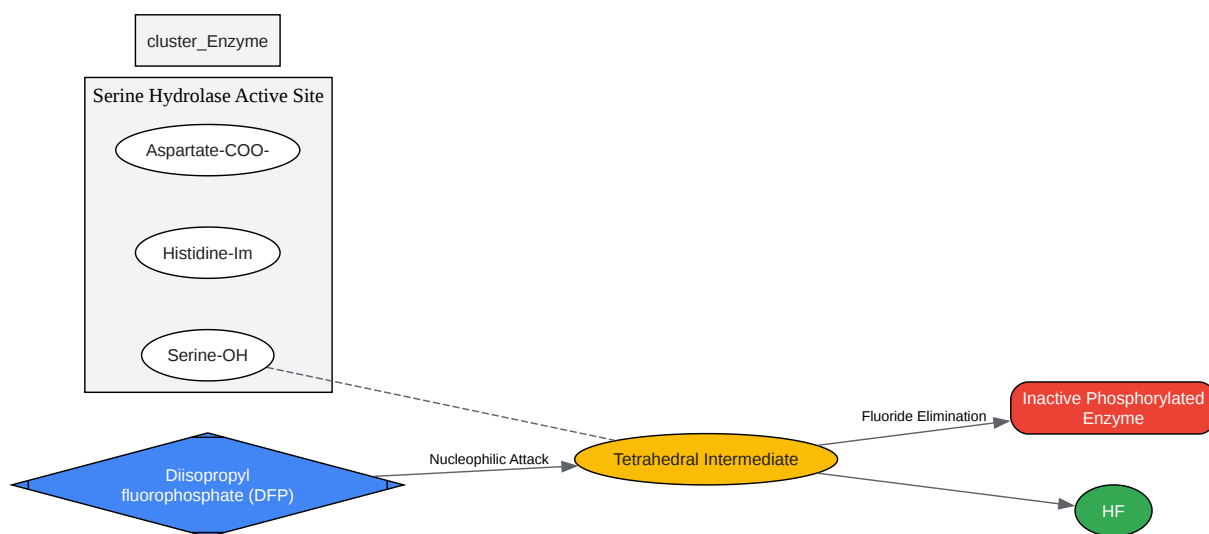 cluster_Enzyme
Serine Hydrolase Active Site
Aspartate-COO-
Histidine-Im
Serine-OH
Diisopropyl
fluorophosphate (DFP)
Nucleophilic Attack
Tetrahedral Intermediate
Fluoride Elimination
Inactive Phosphorylated
Enzyme
HF